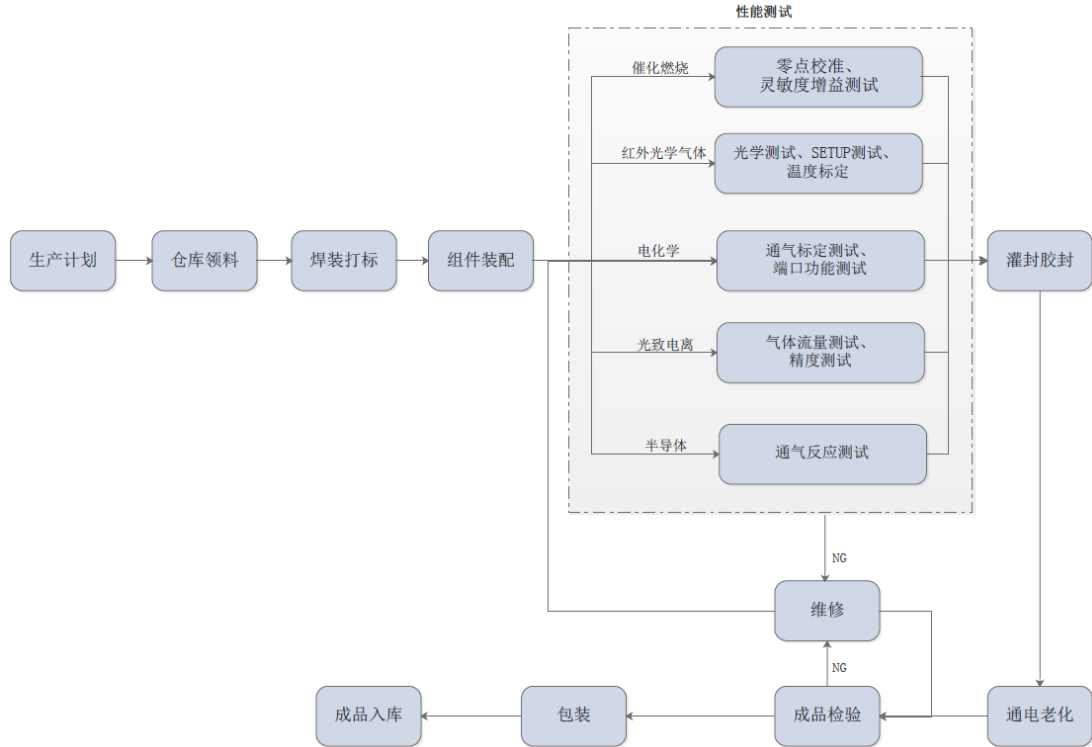 性能测试
催化燃烧
零点校准、
灵敏度增益测试
红外光学气体
光学测试、SETUP测试、
温度标定
生产计划
仓库领料
焊装打标
组件装配
电化学
通气标定测试、
端口功能测试
灌封胶封
光致电离
气体流量测试、
精度测试
半导体
通气反应测试
NG
维修
NG
成品入库
包装
成品检验
通电老化